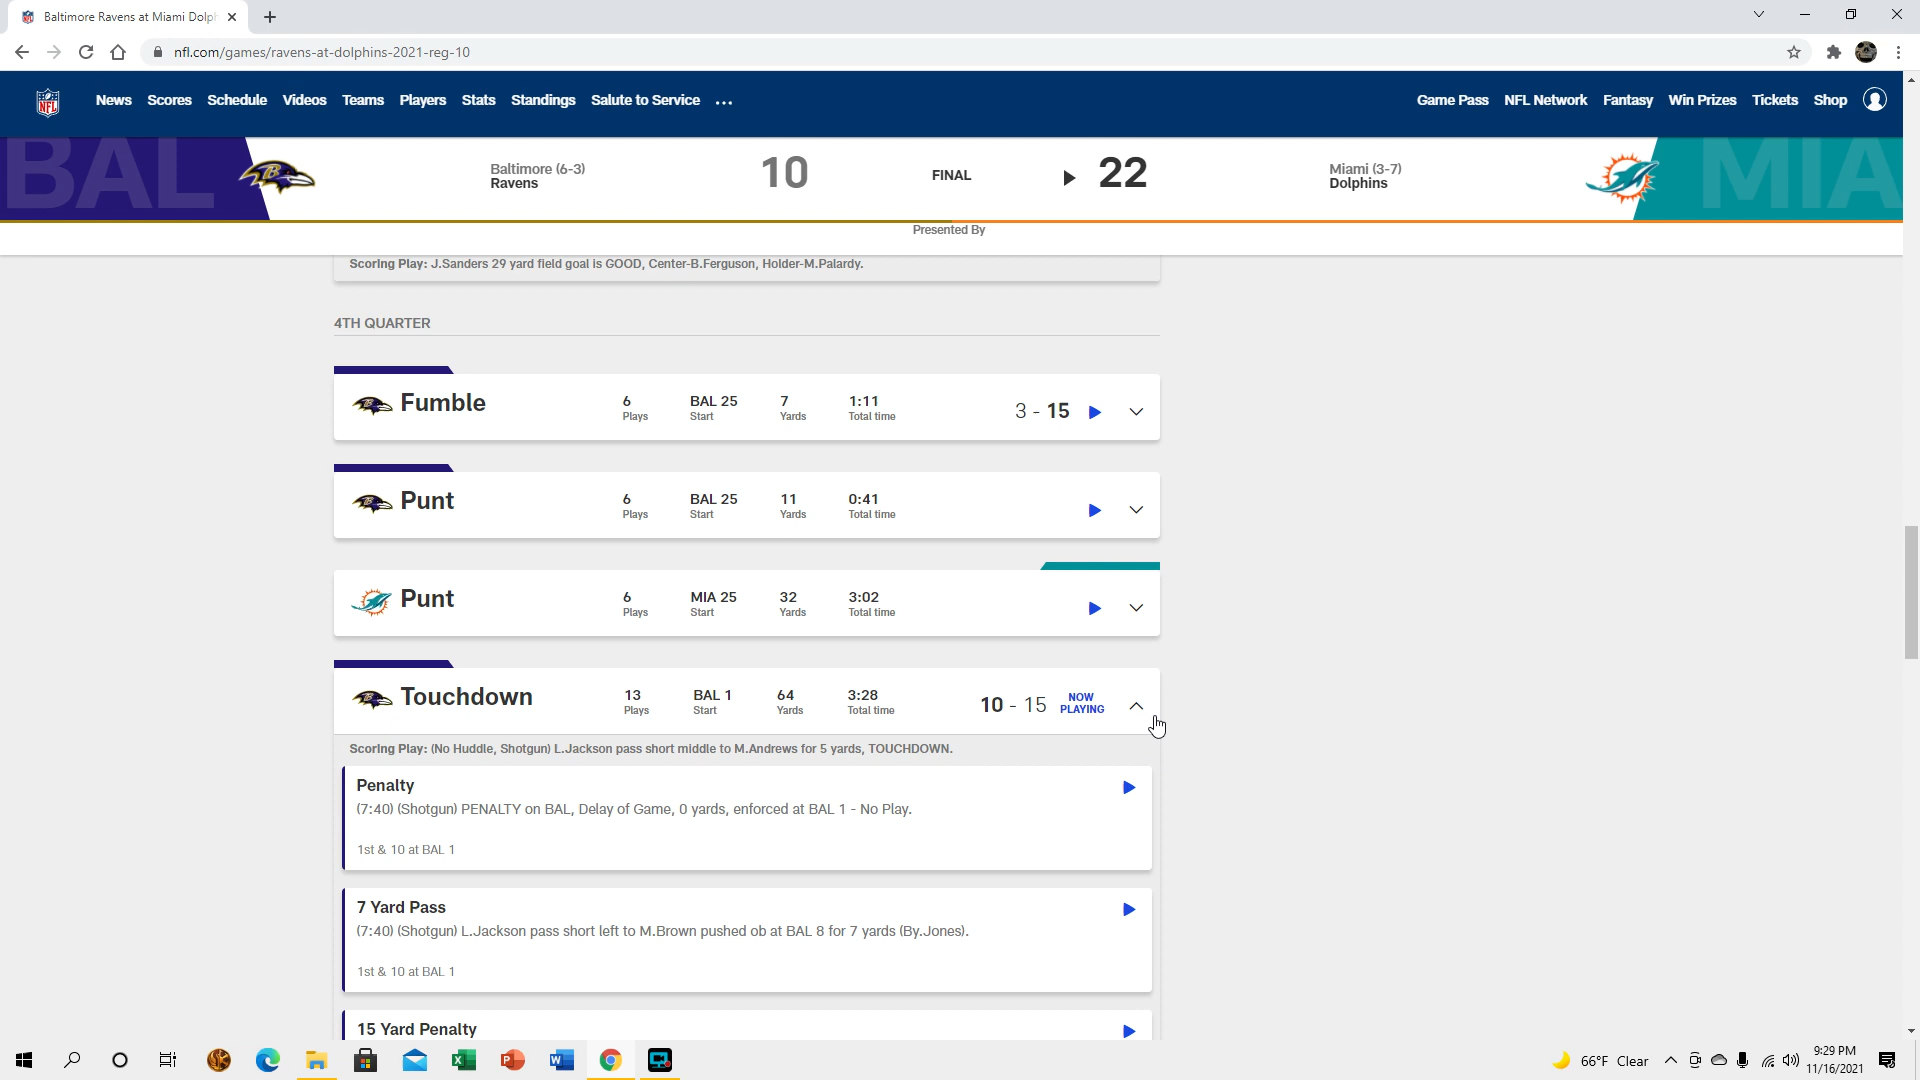 Baltimore Ravens at Miami Dolph
nfl.com/games/ravens-at-dolphins-2021-reg-10
NFL
News Scores Schedule Videos Teams Players Stats Standings Salute to Service ...
Game Pass NFL Network Fantasy Win Prizes Tickets Shop
BAL
Baltimore (6-3)
Ravens
10
FINAL
22
Miami (3-7)
Dolphins
MIA
Presented By
Scoring Play: J.Sanders 29 yard field goal is GOOD, Center-B.Ferguson, Holder-M.Palardy.
4TH QUARTER
Fumble
6 BAL 25 7 1:11
Plays Start Yards Total time
3 - 15
Punt
6 BAL 25 11 0:41
Plays Start Yards Total time
Punt
6 MIA 25 32 3:02
Plays Start Yards Total time
Touchdown
13 BAL 1 64 3:28
Plays Start Yards Total time
10 - 15
NOW
PLAYING
Scoring Play: (No Huddle, Shotgun) L.Jackson pass short middle to M.Andrews for 5 yards, TOUCHDOWN.
Penalty
(7:40) (Shotgun) PENALTY on BAL, Delay of Game, 0 yards, enforced at BAL 1 - No Play.
1st & 10 at BAL 1
7 Yard Pass
(7:40) (Shotgun) L.Jackson pass short left to M.Brown pushed ob at BAL 8 for 7 yards (By.Jones).
1st & 10 at BAL 1
15 Yard Penalty
66°F Clear
9:29 PM
11/16/2021